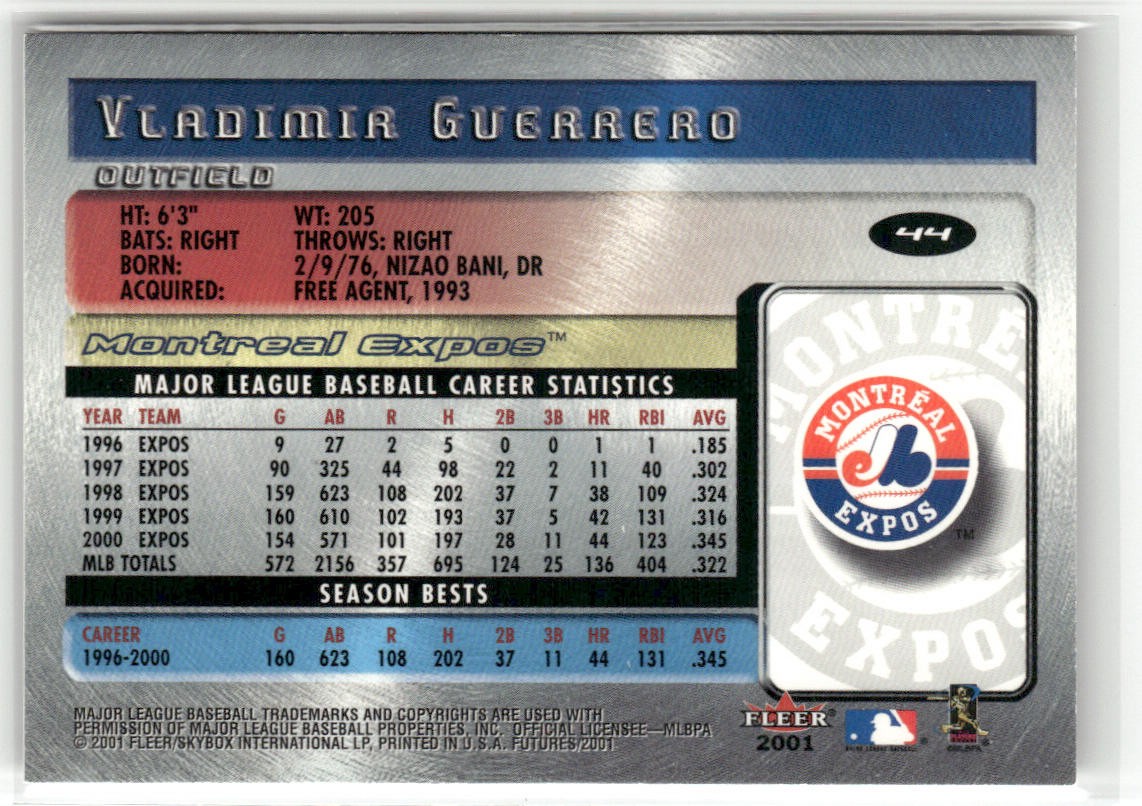 VLADIMIR GUERRERO
OUTFIELD
HT: 6'3" WT: 205
BATS: RIGHT THROWS: RIGHT
BORN: 2/9/76, NIZAO BANI, DR
ACQUIRED: FREE AGENT, 1993
44
Montreal Expos™
MAJOR LEAGUE BASEBALL CAREER STATISTICS
YEAR TEAM G AB R H 2B 3B HR RBI AVG
1996 EXPOS 9 27 2 5 0 0 1 1 .185
1997 EXPOS 90 325 44 98 22 2 11 40 .302
1998 EXPOS 159 623 108 202 37 7 38 109 .324
1999 EXPOS 160 610 102 193 37 5 42 131 .316
2000 EXPOS 154 571 101 197 28 11 44 123 .345
MLB TOTALS 572 2156 357 695 124 25 136 404 .322
SEASON BESTS
CAREER G AB R H 2B 3B HR RBI AVG
1996-2000 160 623 108 202 37 11 44 131 .345
MONTRÉ
MONTRÉAL
EXPOS
TM
EXPOS
MAJOR LEAGUE BASEBALL TRADEMARKS AND COPYRIGHTS ARE USED WITH
PERMISSION OF MAJOR LEAGUE BASEBALL PROPERTIES, INC. OFFICIAL LICENSEE—MLBPA
© 2001 FLEER/SKYBOX INTERNATIONAL LP, PRINTED IN U.S.A. FUTURES/2001
FLEER
2001
MAJOR LEAGUE BASEBALL
©MLBPA